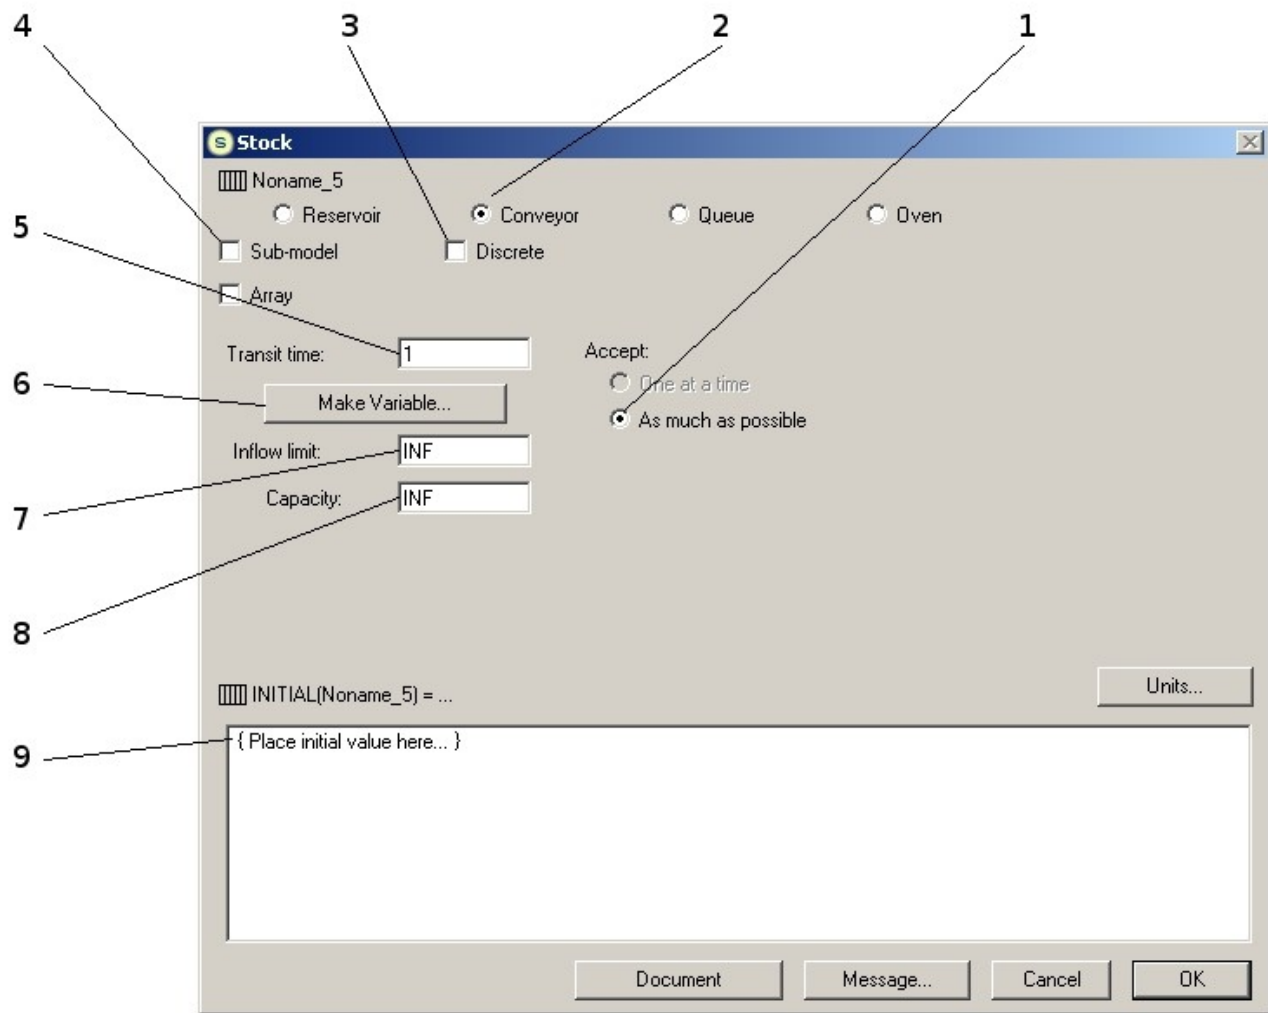 4 3 2 1
S Stock
Noname_5
Reservoir Conveyor Queue Oven
5
Sub-model Discrete
Array
Transit time: 1 Accept:
One at a time
6 Make Variable...
As much as possible
Inflow limit: INF
Capacity: INF
7
8
INITIAL(Noname_5) = ... Units...
{ Place initial value here... }
9
Document Message... Cancel OK